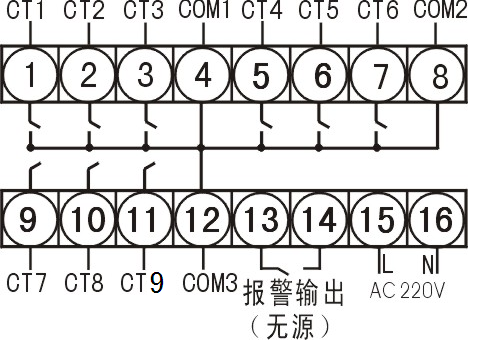 CT1 CT2 CT3 COM1 CT4 CT5 CT6 COM2
1 2 3 4 5 6 7 8
9 10 11 12 13 14 15 16
CT7 CT8 CT9 COM3 报警输出 L N
(无源) AC 220V